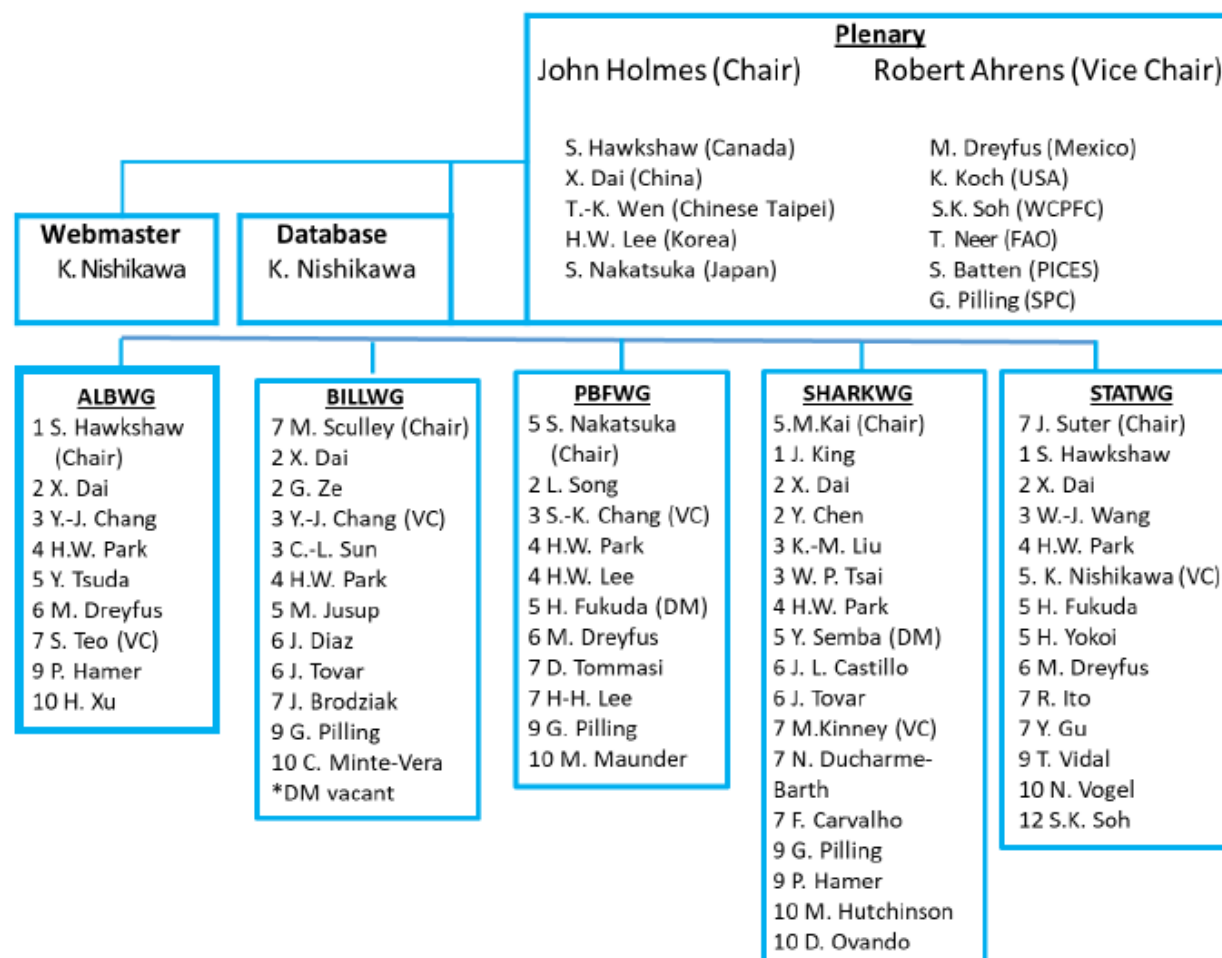 Plenary
John Holmes (Chair) Robert Ahrens (Vice Chair)
S. Hawkshaw (Canada)
X. Dai (China)
T.-K. Wen (Chinese Taipei)
H.W. Lee (Korea)
S. Nakatsuka (Japan)
M. Dreyfus (Mexico)
K. Koch (USA)
S.K. Soh (WCPFC)
T. Neer (FAO)
S. Batten (PICES)
G. Pilling (SPC)
Webmaster
K. Nishikawa
Database
K. Nishikawa
ALBWG
1 S. Hawkshaw
(Chair)
2 X. Dai
3 Y.-J. Chang
4 H.W. Park
5 Y. Tsuda
6 M. Dreyfus
7 S. Teo (VC)
9 P. Hamer
10 H. Xu
BILLWG
7 M. Sculley (Chair)
2 X. Dai
2 G. Ze
3 Y.-J. Chang (VC)
3 C.-L. Sun
4 H.W. Park
5 M. Jusup
6 J. Diaz
6 J. Tovar
7 J. Brodziak
9 G. Pilling
10 C. Minte-Vera
*DM vacant
PBFWG
5 S. Nakatsuka
(Chair)
2 L. Song
3 S.-K. Chang (VC)
4 H.W. Park
4 H.W. Lee
5 H. Fukuda (DM)
6 M. Dreyfus
7 D. Tommasi
7 H-H. Lee
9 G. Pilling
10 M. Maunder
SHARKWG
5.M.Kai (Chair)
1 J. King
2 X. Dai
2 Y. Chen
3 K.-M. Liu
3 W. P. Tsai
4 H.W. Park
5 Y. Semba (DM)
6 J. L. Castillo
6 J. Tovar
7 M.Kinney (VC)
7 N. Ducharme-
Barth
7 F. Carvalho
9 G. Pilling
9 P. Hamer
10 M. Hutchinson
10 D. Ovando
STATWG
7 J. Suter (Chair)
1 S. Hawkshaw
2 X. Dai
3 W.-J. Wang
4 H.W. Park
5. K. Nishikawa (VC)
5 H. Fukuda
5 H. Yokoi
6 M. Dreyfus
7 R. Ito
7 Y. Gu
9 T. Vidal
10 N. Vogel
12 S.K. Soh